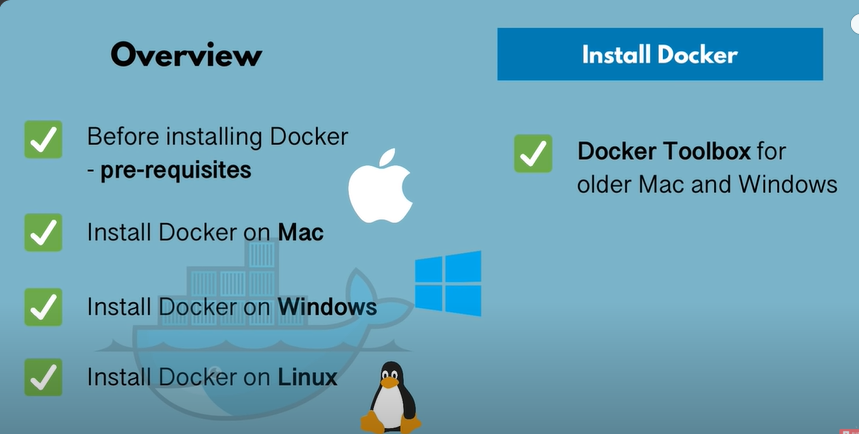 Overview
Before installing Docker
- pre-requisites
Install Docker on Mac
Install Docker on Windows
Install Docker on Linux
Install Docker
Docker Toolbox for
older Mac and Windows